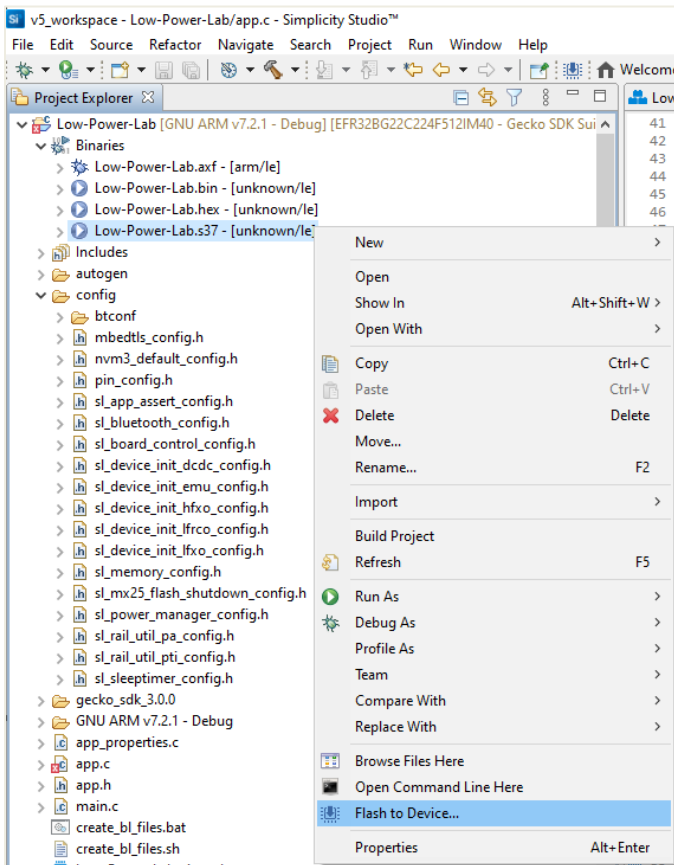 v5_workspace - Low-Power-Lab/app.c - Simplicity Studio™
File Edit Source Refactor Navigate Search Project Run Window Help
Welcom
Project Explorer
Low
Low-Power-Lab [GNU ARM v7.2.1 - Debug] [EFR32BG22C224F512IM40 - Gecko SDK Sui
Binaries
Low-Power-Lab.axf - [arm/le]
Low-Power-Lab.bin - [unknown/le]
Low-Power-Lab.hex - [unknown/le]
Low-Power-Lab.s37 - [unknown/le]
Includes
autogen
config
btconf
mbedtls_config.h
nvm3_default_config.h
pin_config.h
sl_app_assert_config.h
sl_bluetooth_config.h
sl_board_control_config.h
sl_device_init_dcdc_config.h
sl_device_init_emu_config.h
sl_device_init_hfxo_config.h
sl_device_init_lfrco_config.h
sl_device_init_lfxo_config.h
sl_memory_config.h
sl_mx25_flash_shutdown_config.h
sl_power_manager_config.h
sl_rail_util_pa_config.h
sl_rail_util_pti_config.h
sl_sleeptimer_config.h
gecko_sdk_3.0.0
GNU ARM v7.2.1 - Debug
app_properties.c
app.c
app.h
main.c
create_bl_files.bat
create_bl_files.sh
41
42
43
44
45
46
New
Open
Show In Alt+Shift+W
Open With
Copy Ctrl+C
Paste Ctrl+V
Delete Delete
Move...
Rename... F2
Import
Build Project
Refresh F5
Run As
Debug As
Profile As
Team
Compare With
Replace With
Browse Files Here
Open Command Line Here
Flash to Device...
Properties Alt+Enter